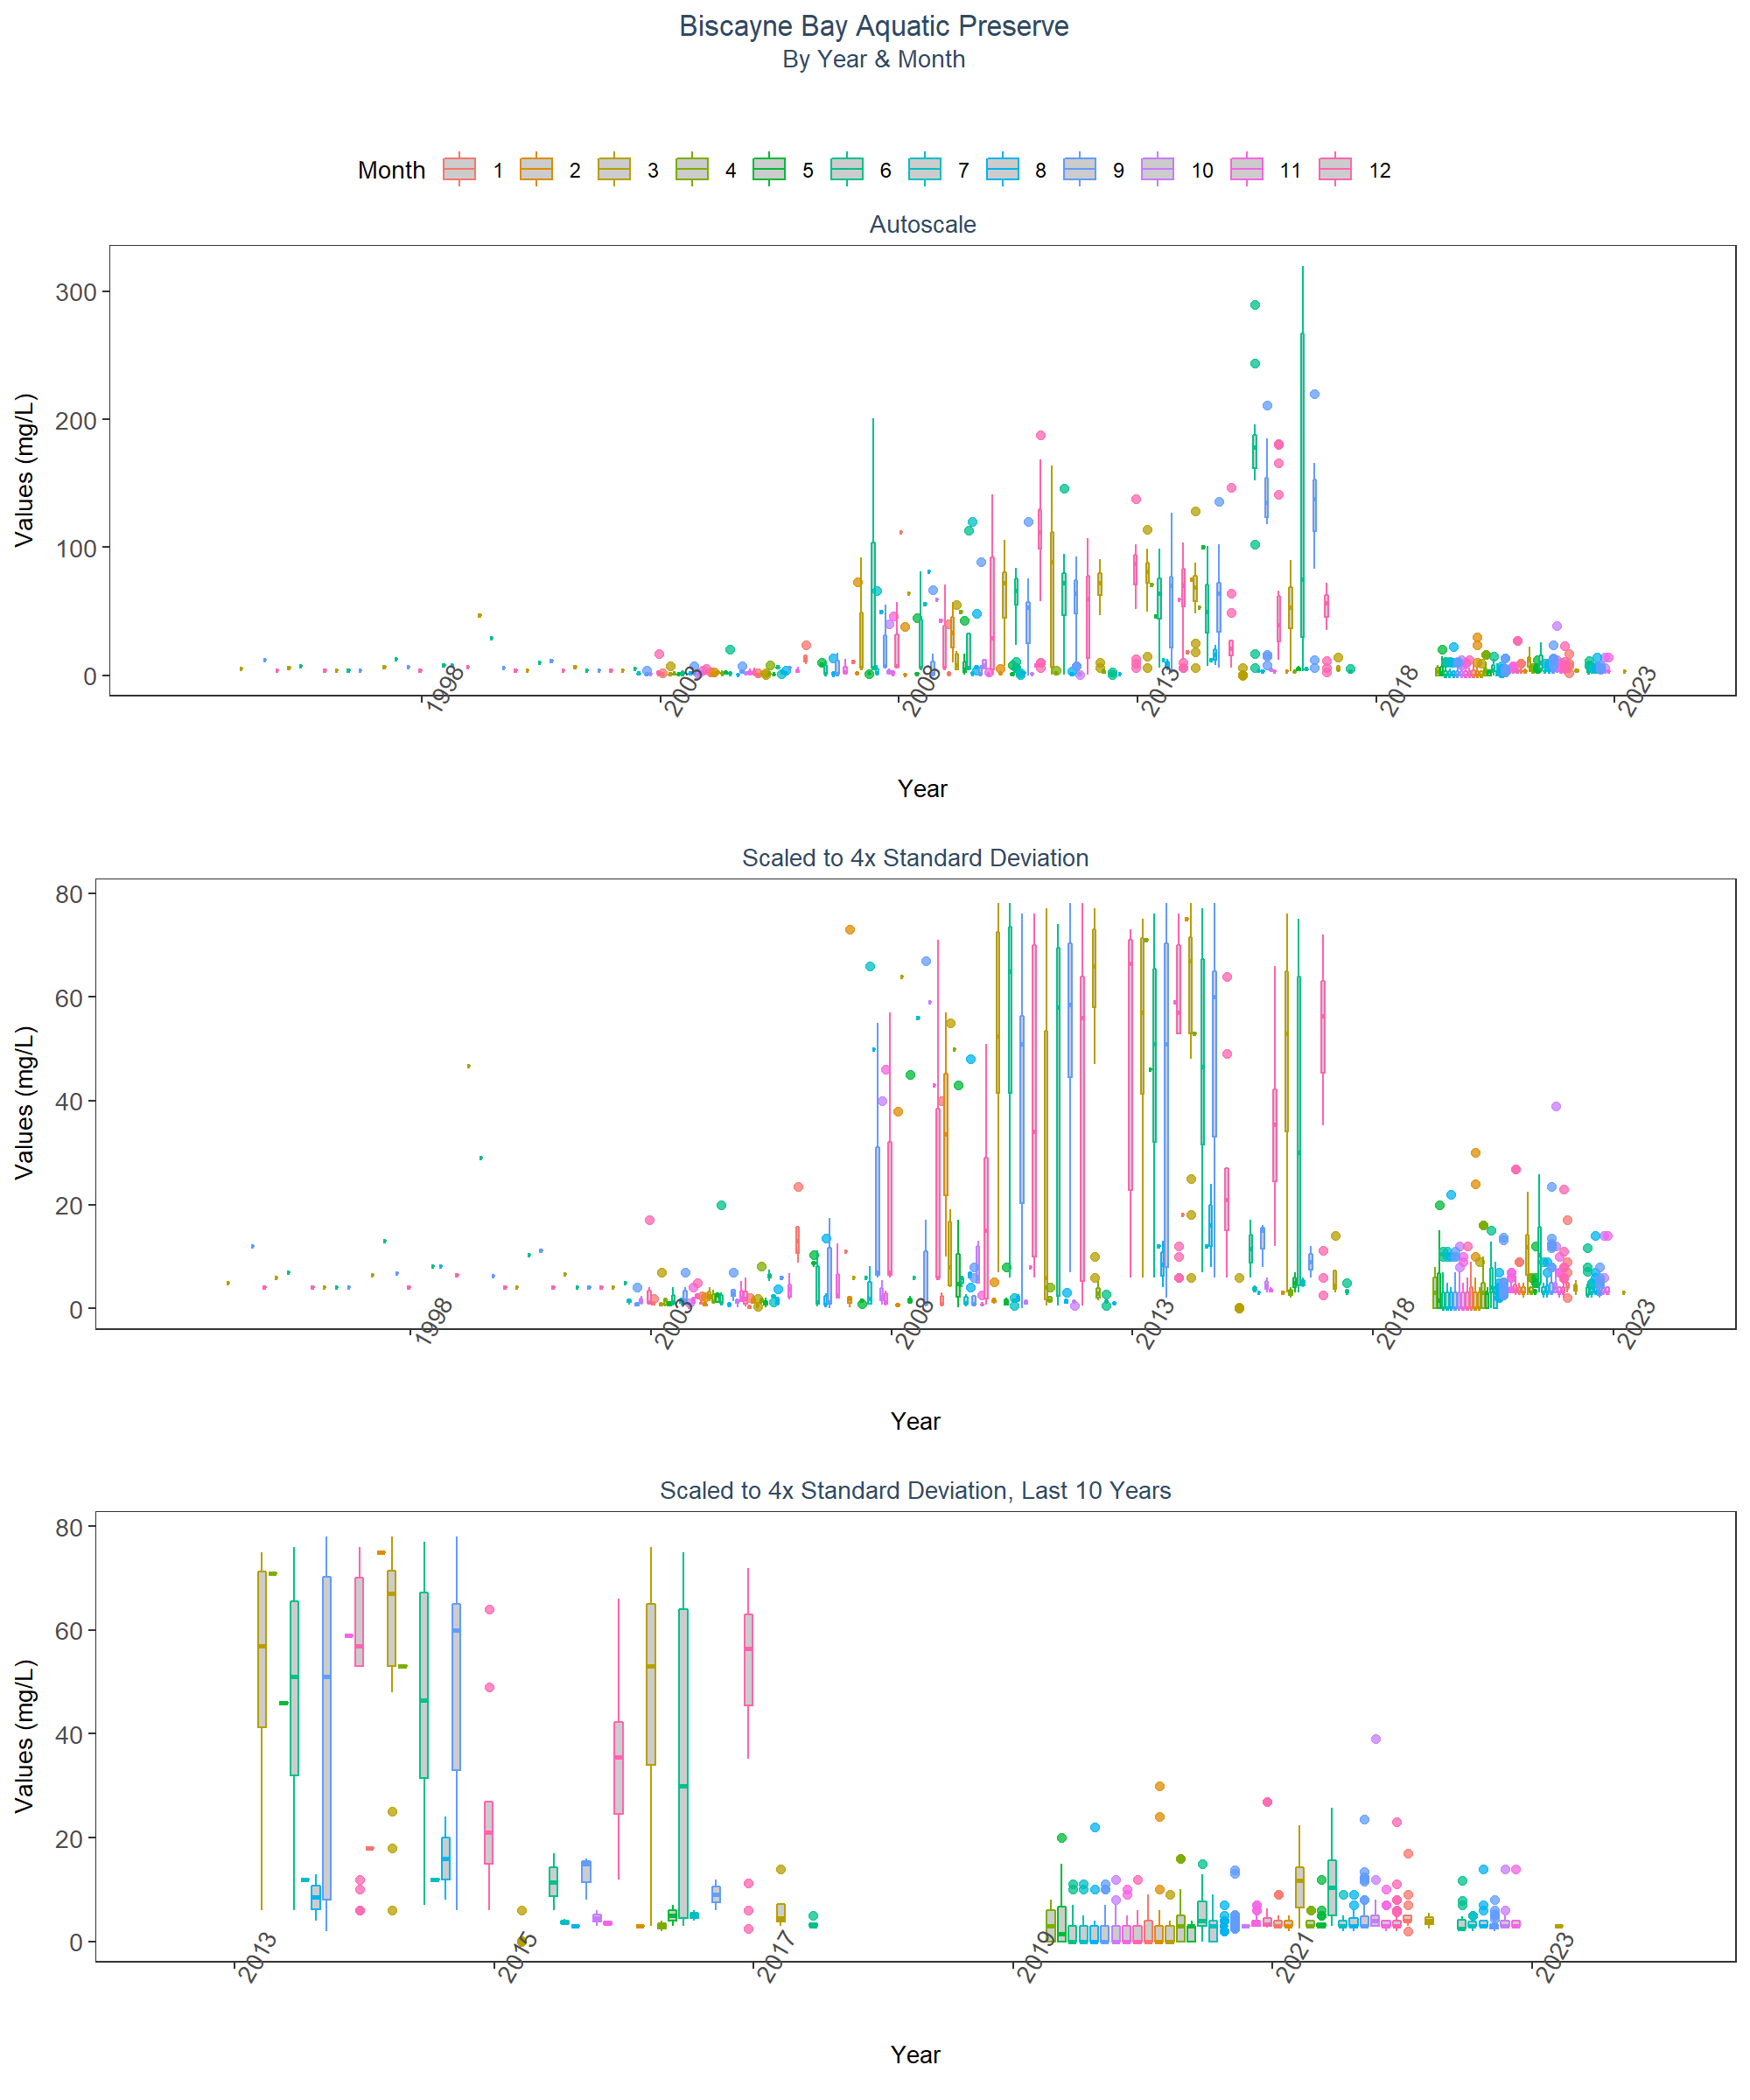 Biscayne Bay Aquatic Preserve
By Year & Month
Month 1 2 3 4 5 6 7 8 9 10 11 12
Autoscale
Values (mg/L)
300
200
100
0
1998 2003 2008 2013 2018 2023
Year
Scaled to 4x Standard Deviation
Values (mg/L)
80
60
40
20
0
1998 2003 2008 2013 2018 2023
Year
Scaled to 4x Standard Deviation, Last 10 Years
Values (mg/L)
80
60
40
20
0
2013 2015 2017 2019 2021 2023
Year